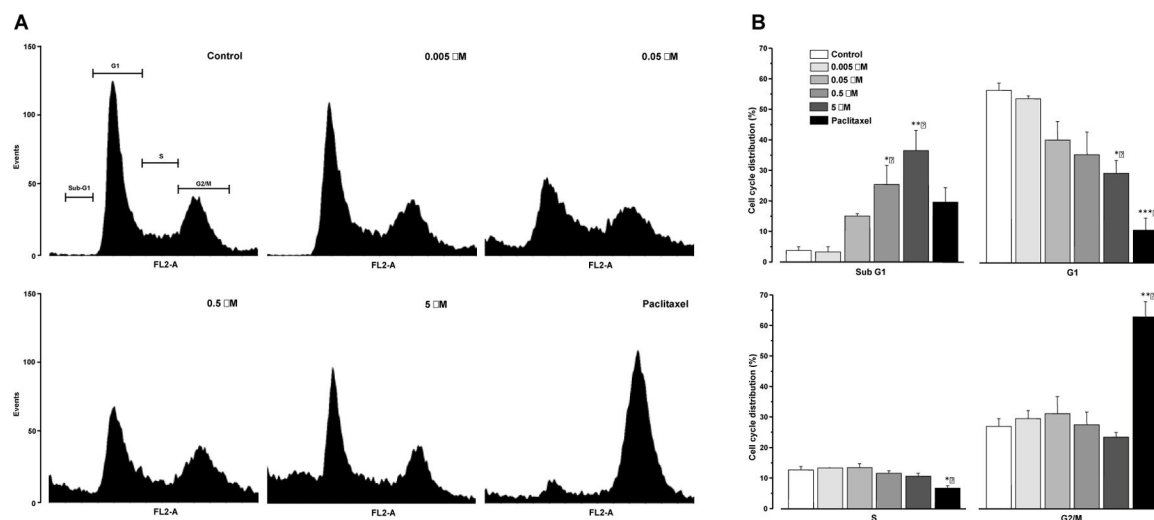 A
B
150
100
50
0
Events
Control
G1
S
Sub-G1
G2/M
FL2-A
0.005 □M
FL2-A
0.05 □M
FL2-A
150
100
50
0
Events
0.5 □M
FL2-A
5 □M
FL2-A
Paclitaxel
FL2-A
70
60
50
40
30
20
10
0
Cell cycle distribution (%)
Control
0.005 □M
0.05 □M
0.5 □M
5 □M
Paclitaxel
*⍰
**⍰
Sub G1
*⍰
***⍰
G1
70
60
50
40
30
20
10
0
Cell cycle distribution (%)
*⍰
S
**⍰
G2/M